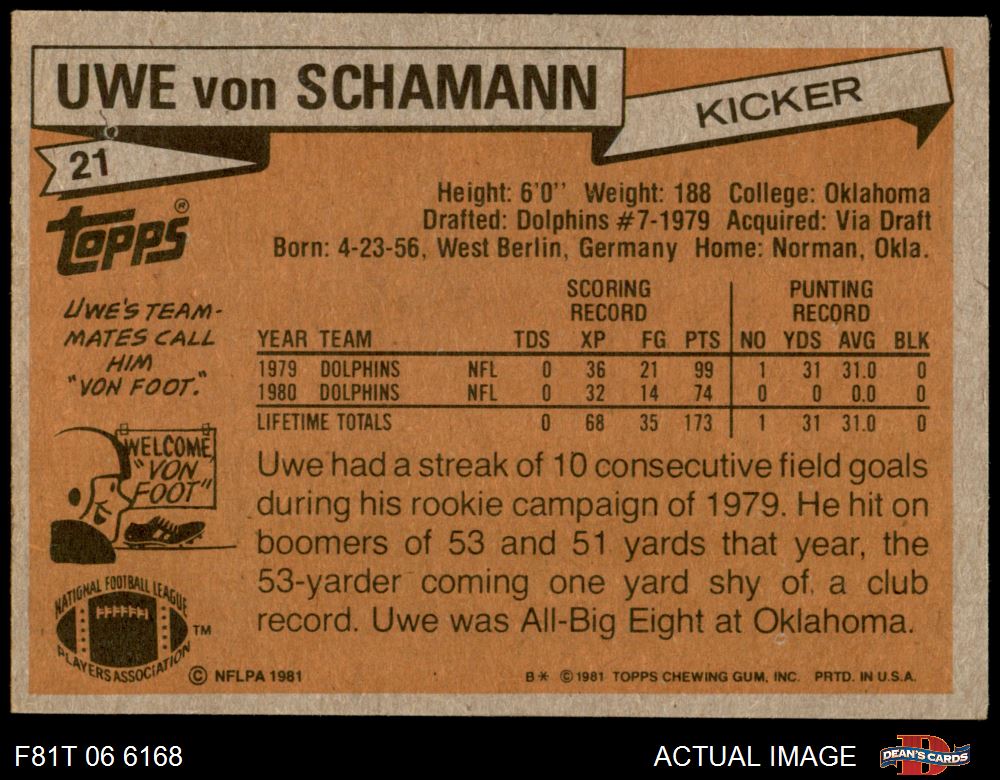 UWE von SCHAMANN
KICKER
21
TOPPS®
Height: 6'0'' Weight: 188 College: Oklahoma
Drafted: Dolphins #7-1979 Acquired: Via Draft
Born: 4-23-56, West Berlin, Germany Home: Norman, Okla.
UWE'S TEAM-
MATES CALL
HIM
"VON FOOT."
WELCOME
"VON
FOOT"
SCORING PUNTING
RECORD RECORD
YEAR TEAM TDS XP FG PTS NO YDS AVG BLK
1979 DOLPHINS NFL 0 36 21 99 1 31 31.0 0
1980 DOLPHINS NFL 0 32 14 74 0 0 0.0 0
LIFETIME TOTALS 0 68 35 173 1 31 31.0 0
Uwe had a streak of 10 consecutive field goals
during his rookie campaign of 1979. He hit on
boomers of 53 and 51 yards that year, the
53-yarder coming one yard shy of a club
record. Uwe was All-Big Eight at Oklahoma.
NATIONAL FOOTBALL LEAGUE
PLAYERS ASSOCIATION
TM
© NFLPA 1981
B* © 1981 TOPPS CHEWING GUM, INC. PRTD. IN U.S.A.
F81T 06 6168
ACTUAL IMAGE
DEAN'S CARDS